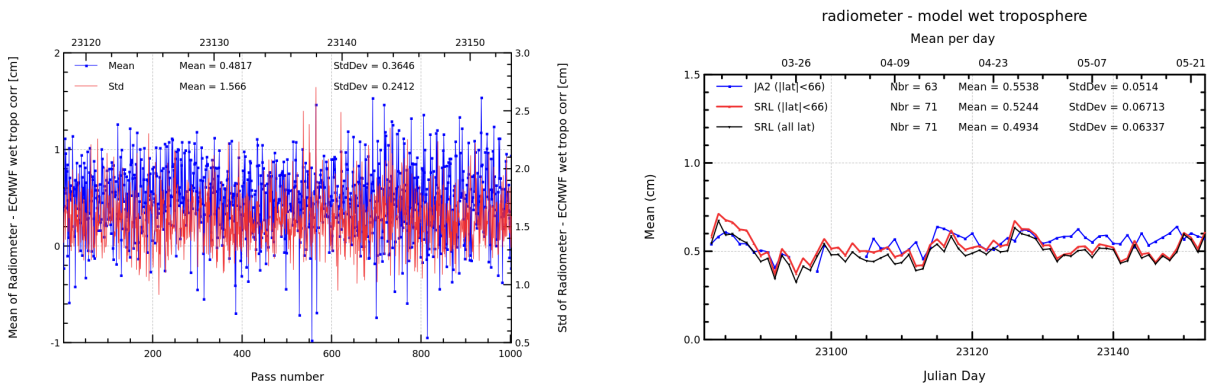 23120 23130 23140 23150
Mean of Radiometer - ECMWF wet tropo corr [cm]
2
1
0
-1
Mean Mean = 0.4817 StdDev = 0.3646
Std Mean = 1.566 StdDev = 0.2412
3.0
2.5
2.0
1.5
1.0
0.5
Std of Radiometer - ECMWF wet tropo corr [cm]
200 400 600 800 1000
Pass number
radiometer - model wet troposphere
Mean per day
03-26 04-09 04-23 05-07 05-21
Mean (cm)
1.5
1.0
0.5
0.0
JA2 (|lat|<66) Nbr = 63 Mean = 0.5538 StdDev = 0.0514
SRL (|lat|<66) Nbr = 71 Mean = 0.5244 StdDev = 0.06713
SRL (all lat) Nbr = 71 Mean = 0.4934 StdDev = 0.06337
23100 23120 23140
Julian Day